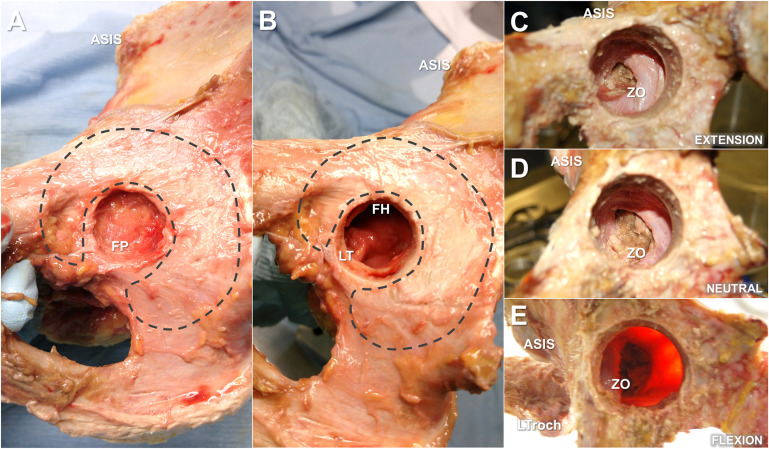 A
ASIS
FP
B
ASIS
FH
LT
C
ASIS
ZO
EXTENSION
D
ASIS
ZO
NEUTRAL
E
ASIS
ZO
LTroch
FLEXION